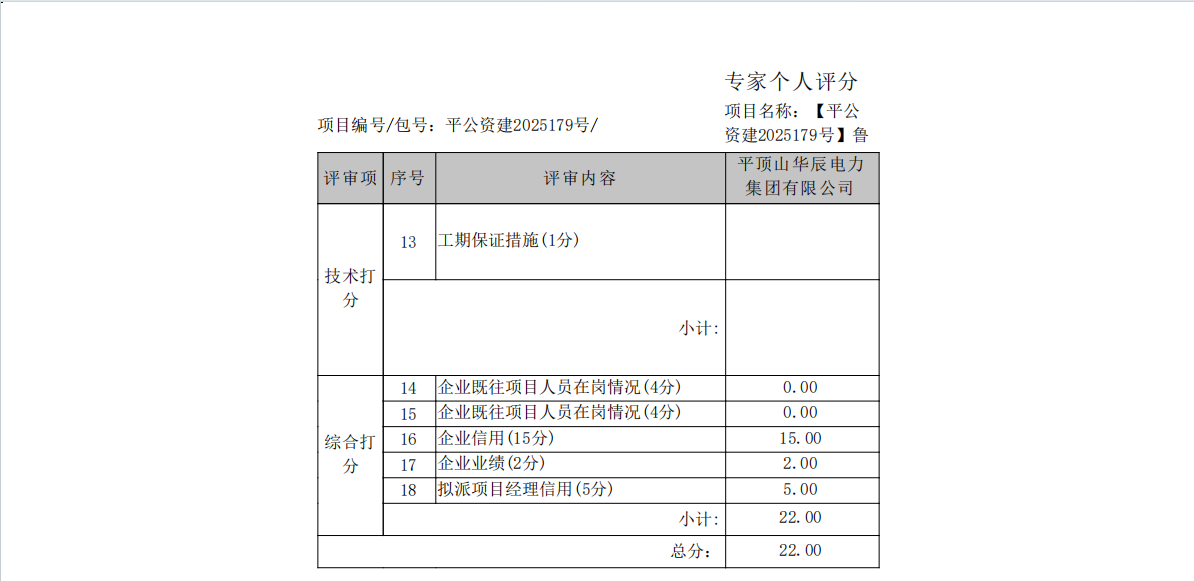 专家个人评分
项目编号/包号：平公资建2025179号/
项目名称：【平公
资建2025179号】鲁
评审项 序号 评审内容 平顶山华辰电力
集团有限公司
技术打
分
13 工期保证措施(1分)
小计:
综合打
分
14 企业既往项目人员在岗情况(4分) 0.00
15 企业既往项目人员在岗情况(4分) 0.00
16 企业信用(15分) 15.00
17 企业业绩(2分) 2.00
18 拟派项目经理信用(5分) 5.00
小计: 22.00
总分: 22.00